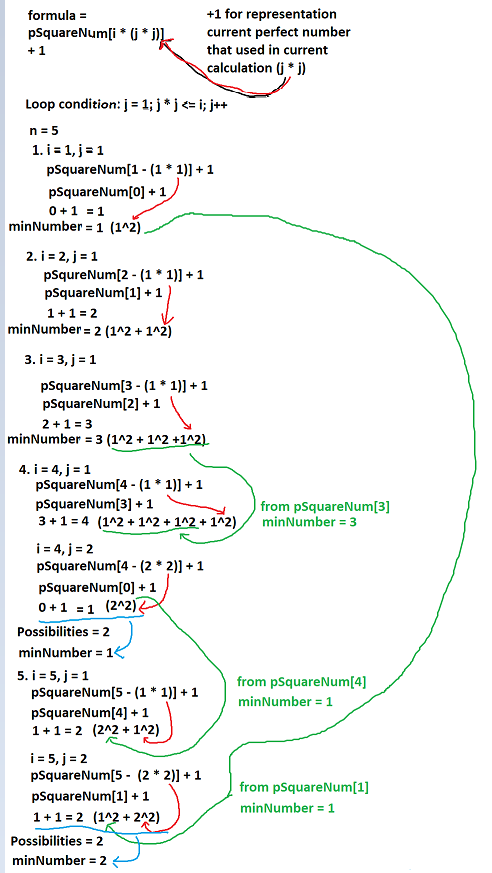 formula =
pSquareNum[i * (j * j)]
+ 1
+1 for representation
current perfect number
that used in current
calculation (j * j)
Loop condition: j = 1; j * j <= i; j++
n = 5
1. i = 1, j = 1
pSquareNum[1 - (1 * 1)] + 1
pSquareNum[0] + 1
0 + 1 = 1
minNumber = 1 (1^2)
2. i = 2, j = 1
pSqureNum[2 - (1 * 1)] + 1
pSquareNum[1] + 1
1 + 1 = 2
minNumber = 2 (1^2 + 1^2)
3. i = 3, j = 1
pSquareNum[3 - (1 * 1)] + 1
pSquareNum[2] + 1
2 + 1 = 3
minNumber = 3 (1^2 + 1^2 +1^2)
4. i = 4, j = 1
pSquareNum[4 - (1 * 1)] + 1
pSquareNum[3] + 1
3 + 1 = 4 (1^2 + 1^2 + 1^2 + 1^2)
from pSquareNum[3]
minNumber = 3
i = 4, j = 2
pSquareNum[4 - (2 * 2)] + 1
pSquareNum[0] + 1
0 + 1 = 1 (2^2)
Possibilities = 2
minNumber = 1
5. i = 5, j = 1
pSquareNum[5 - (1 * 1)] + 1
pSquareNum[4] + 1
1 + 1 = 2 (2^2 + 1^2)
from pSquareNum[4]
minNumber = 1
i = 5, j = 2
pSquareNum[5 - (2 * 2)] + 1
pSquareNum[1] + 1
1 + 1 = 2 (1^2 + 2^2)
from pSquareNum[1]
minNumber = 1
Possibilities = 2
minNumber = 2